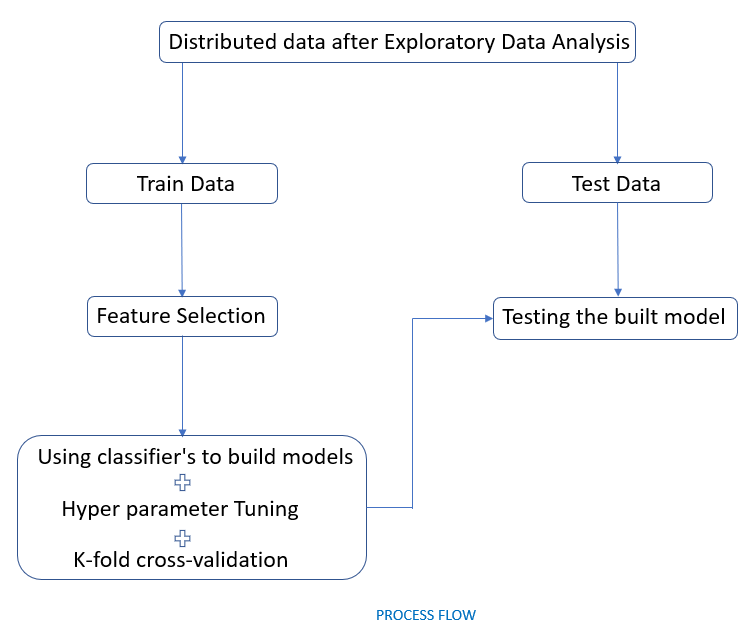 Distributed data after Exploratory Data Analysis
Train Data
Test Data
Feature Selection
Testing the built model
Using classifier's to build models
Hyper parameter Tuning
K-fold cross-validation
PROCESS FLOW